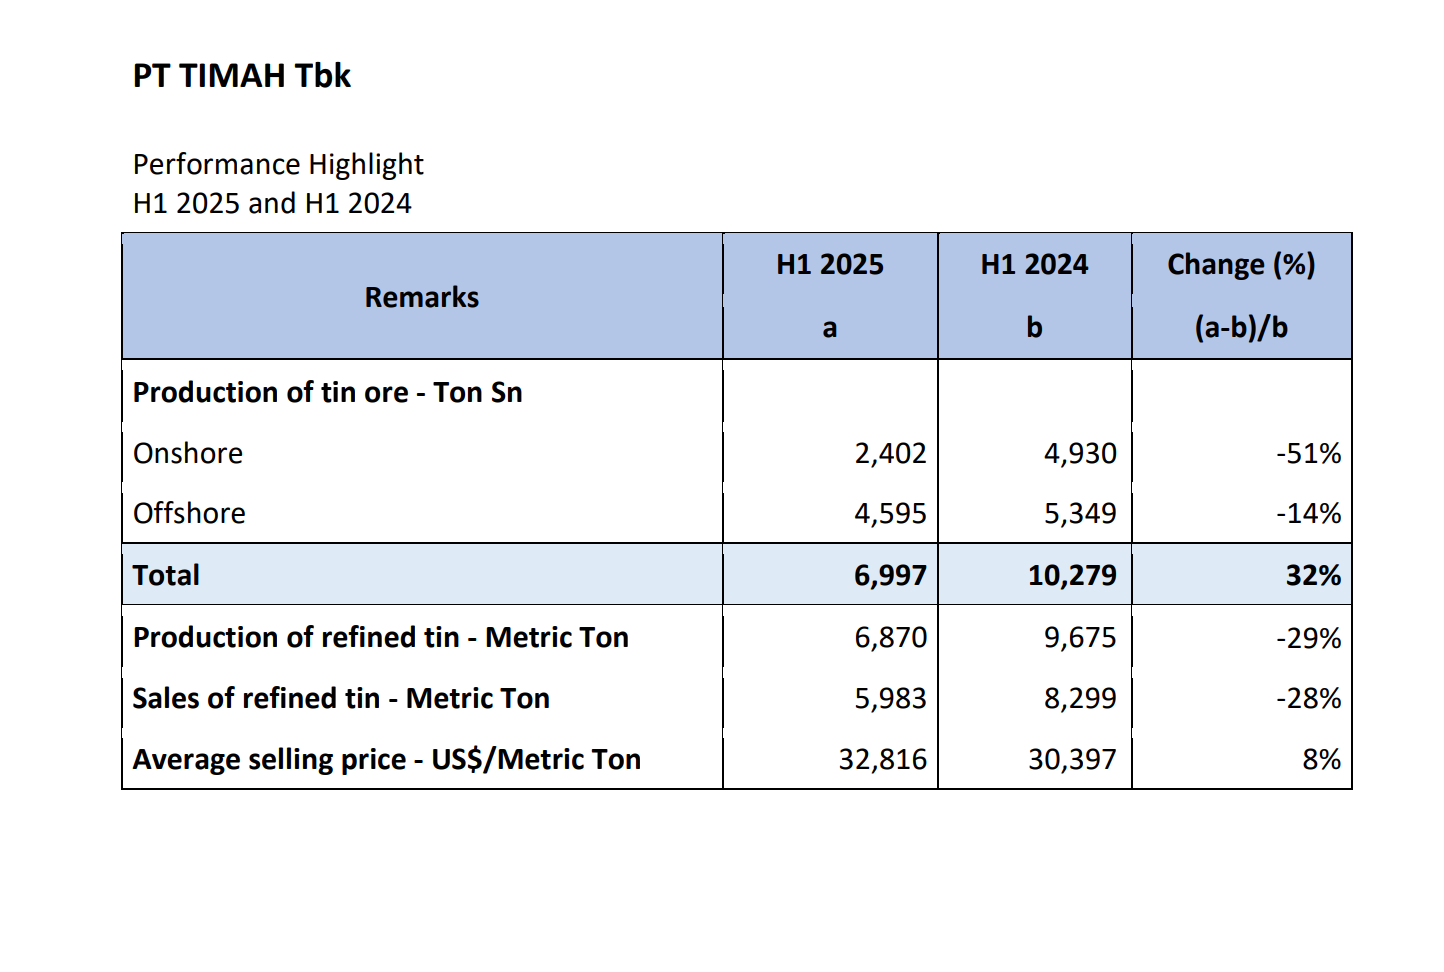 PT TIMAH Tbk
Performance Highlight
H1 2025 and H1 2024
Remarks H1 2025 H1 2024 Change (%)
a b (a-b)/b
Production of tin ore - Ton Sn
Onshore 2,402 4,930 -51%
Offshore 4,595 5,349 -14%
Total 6,997 10,279 32%
Production of refined tin - Metric Ton 6,870 9,675 -29%
Sales of refined tin - Metric Ton 5,983 8,299 -28%
Average selling price - US$/Metric Ton 32,816 30,397 8%